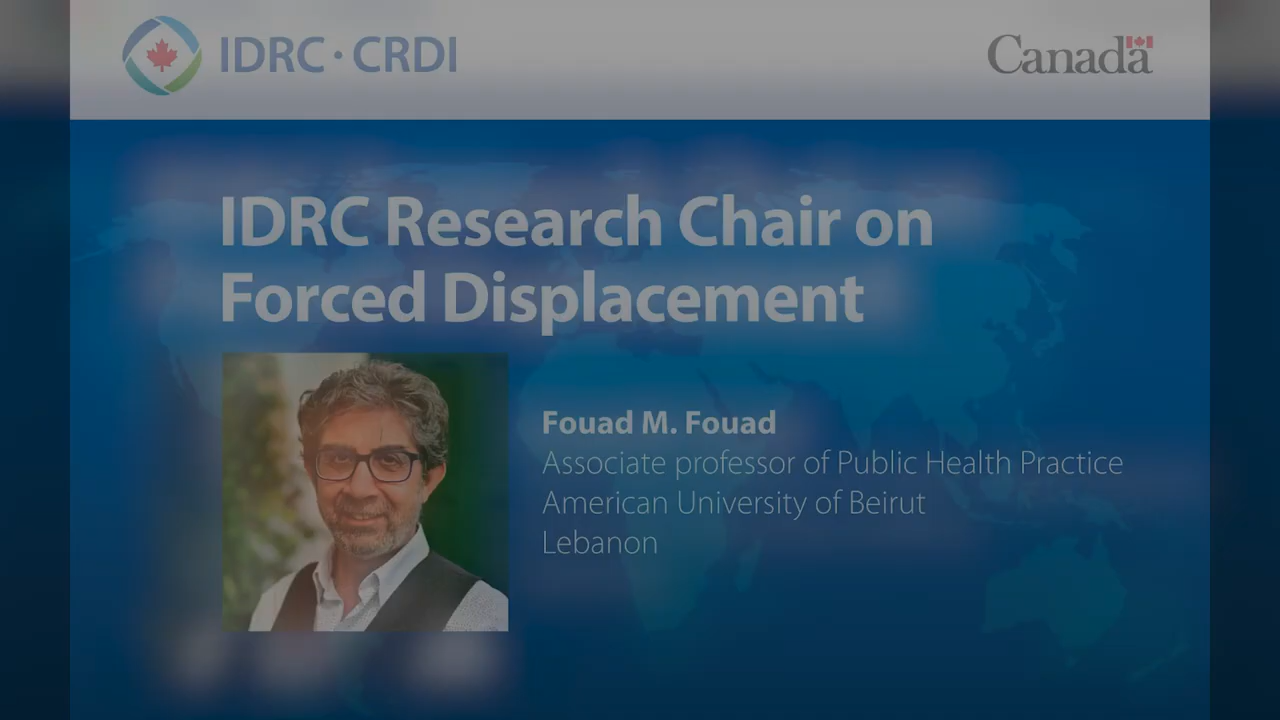 IDRC · CRDI
Canada
IDRC Research Chair on
Forced Displacement
Fouad M. Fouad
Associate professor of Public Health Practice
American University of Beirut
Lebanon